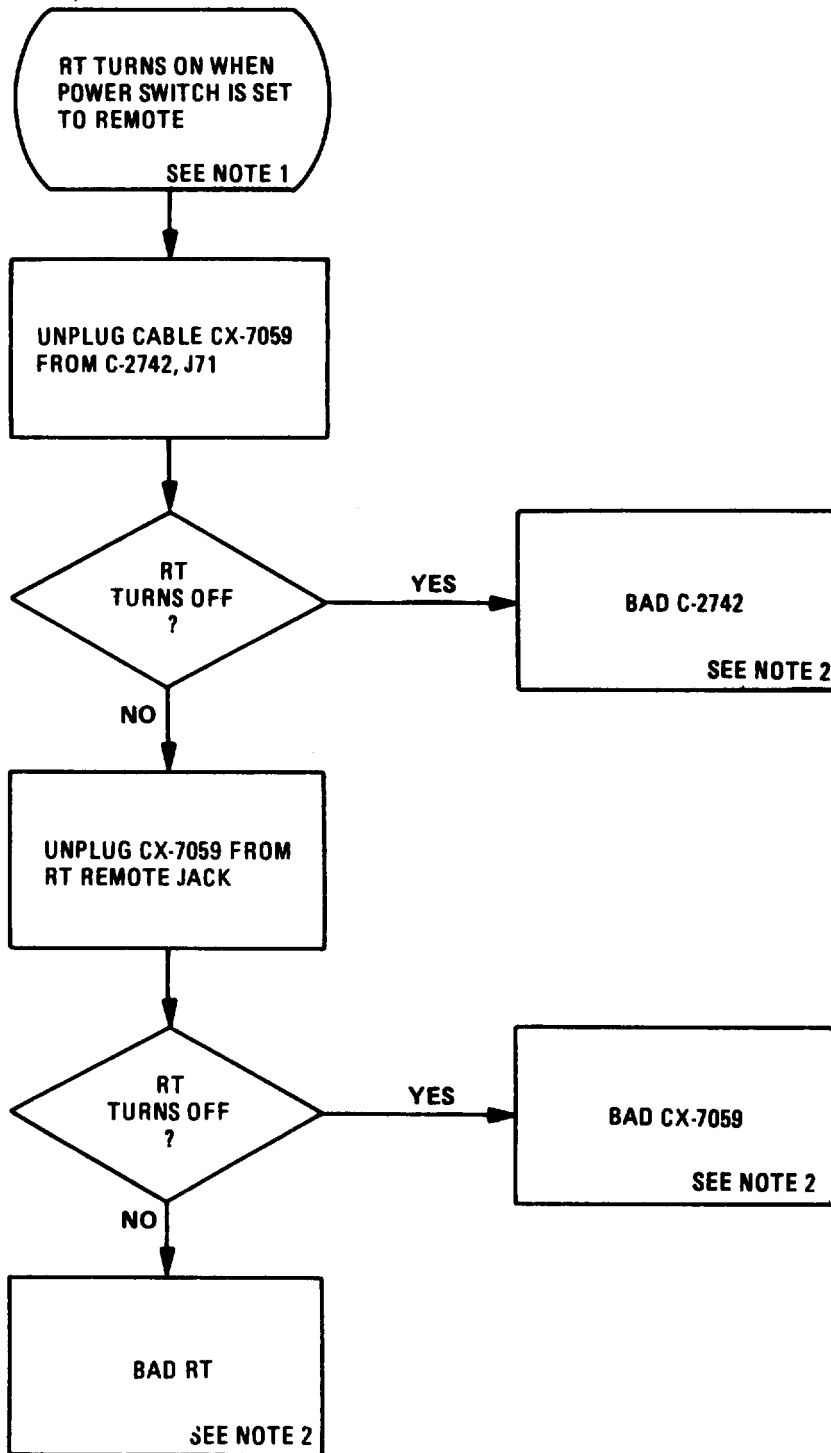 RT TURNS ON WHEN
POWER SWITCH IS SET
TO REMOTE
SEE NOTE 1
UNPLUG CABLE CX-7059
FROM C-2742, J71
RT
TURNS OFF
?
YES
BAD C-2742
SEE NOTE 2
NO
UNPLUG CX-7059 FROM
RT REMOTE JACK
RT
TURNS OFF
?
YES
BAD CX-7059
SEE NOTE 2
NO
BAD RT
SEE NOTE 2